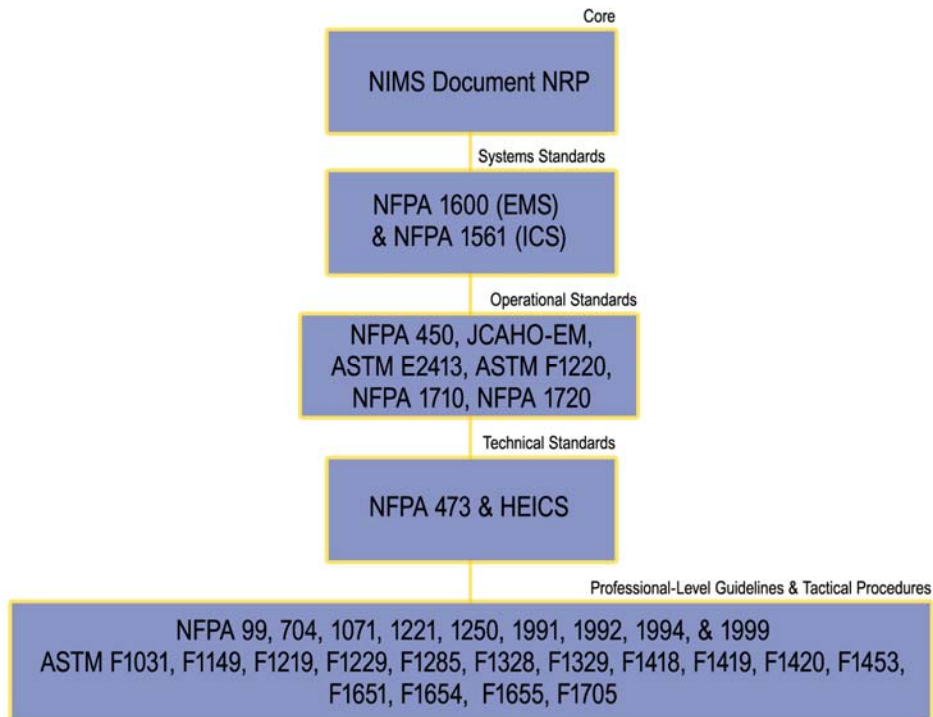 Core
NIMS Document NRP
Systems Standards
NFPA 1600 (EMS)
& NFPA 1561 (ICS)
Operational Standards
NFPA 450, JCAHO-EM,
ASTM E2413, ASTM F1220,
NFPA 1710, NFPA 1720
Technical Standards
NFPA 473 & HEICS
Professional-Level Guidelines & Tactical Procedures
NFPA 99, 704, 1071, 1221, 1250, 1991, 1992, 1994, & 1999
ASTM F1031, F1149, F1219, F1229, F1285, F1328, F1329, F1418, F1419, F1420, F1453,
F1651, F1654, F1655, F1705